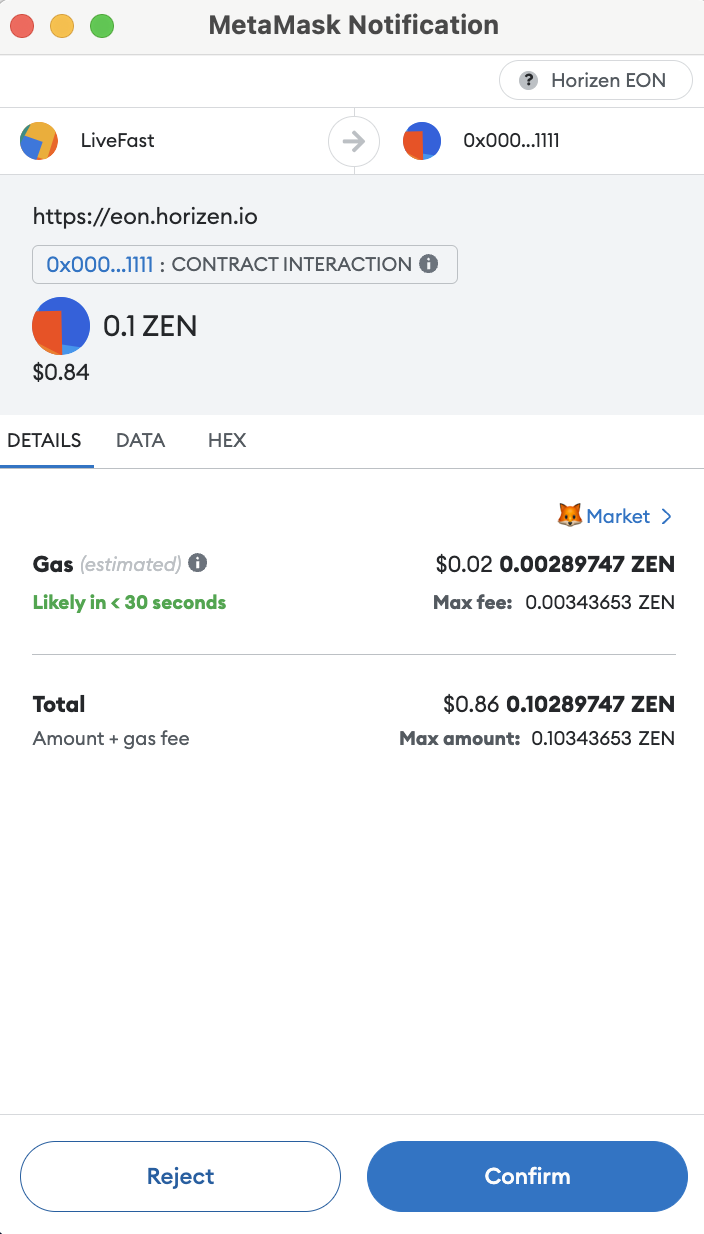 MetaMask Notification
? Horizen EON
LiveFast
0x000...1111
https://eon.horizen.io
0x000...1111 : CONTRACT INTERACTION
0.1 ZEN
$0.84
DETAILS DATA HEX
Market >
Gas (estimated) $0.02 0.00289747 ZEN
Likely in < 30 seconds Max fee: 0.00343653 ZEN
Total $0.86 0.10289747 ZEN
Amount + gas fee Max amount: 0.10343653 ZEN
Reject Confirm